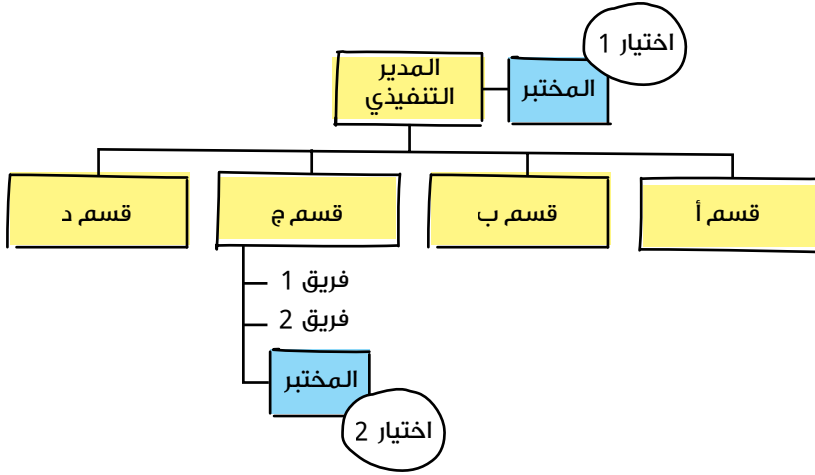 اختيار 1
المدير
التنفيذي
المختبر
قسم أ
قسم ب
قسم ج
قسم د
فريق 1
فريق 2
المختبر
اختيار 2